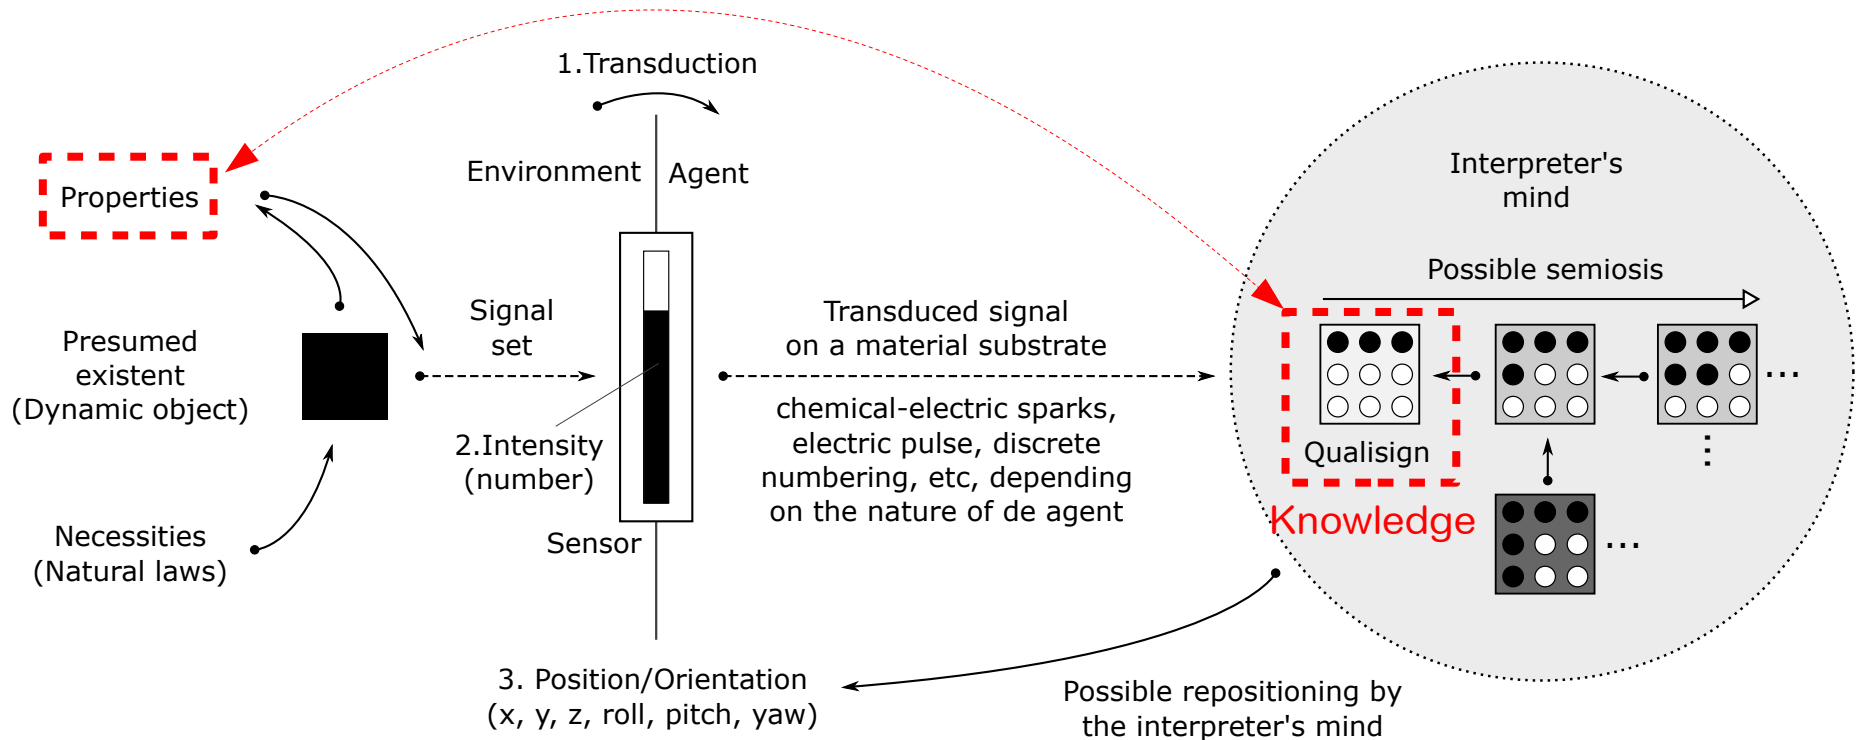 1.Transduction
Environment
Agent
Properties
Interpreter's
mind
Possible semiosis
Signal
set
Transduced signal
on a material substrate
Presumed
existent
(Dynamic object)
chemical-electric sparks,
electric pulse, discrete
numbering, etc, depending
on the nature of de agent
2.Intensity
(number)
Qualisign
Knowledge
Necessities
(Natural laws)
Sensor
3. Position/Orientation
(x, y, z, roll, pitch, yaw)
Possible repositioning by
the interpreter's mind